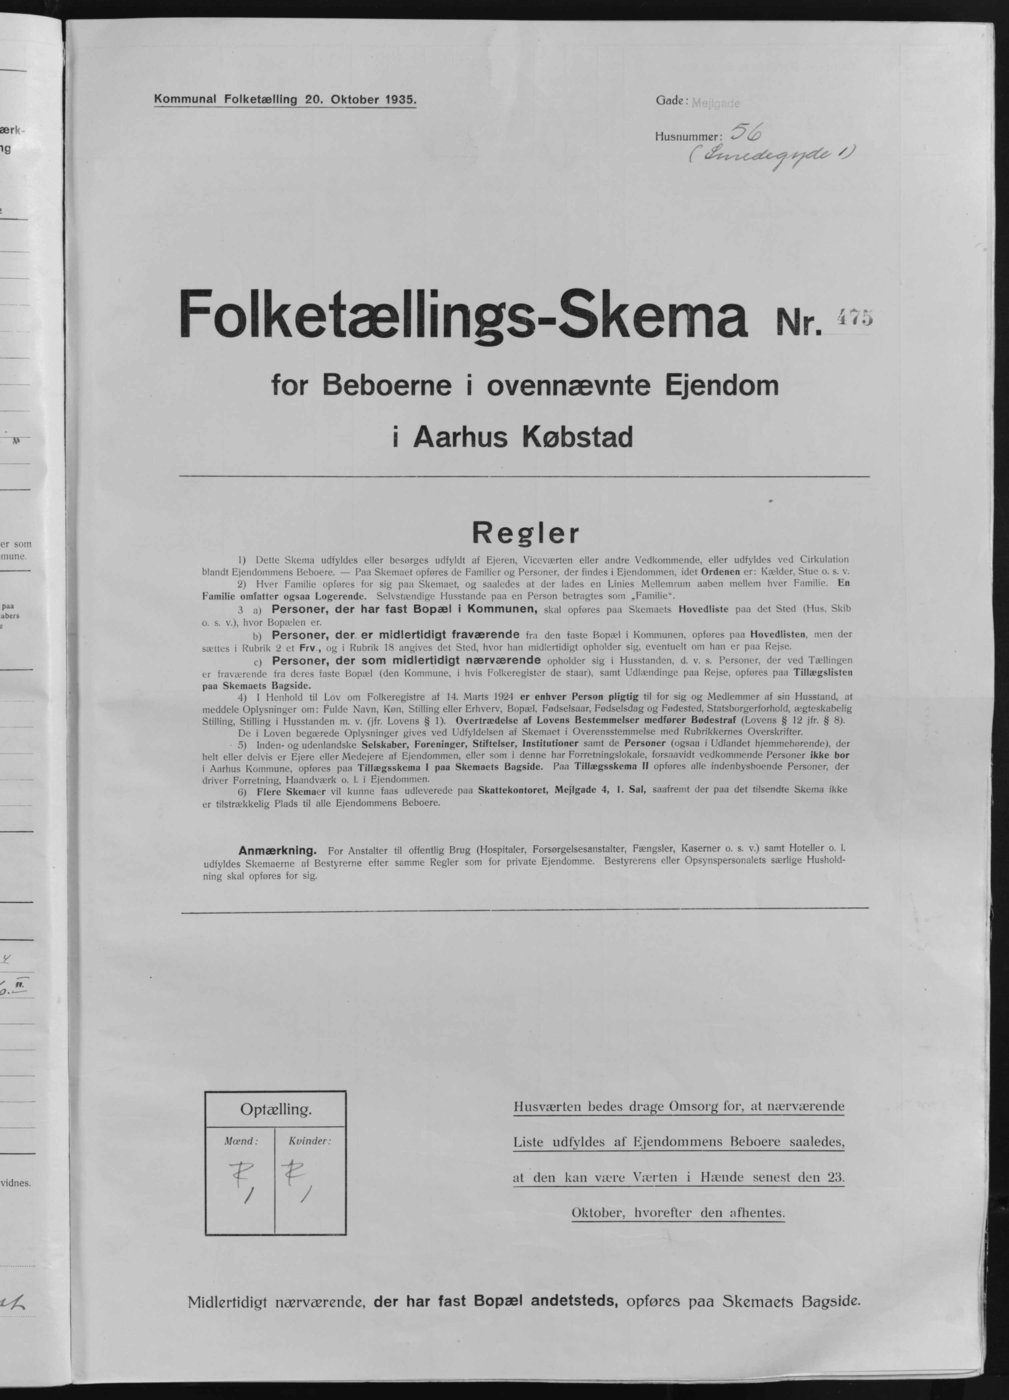 Kommunal Folketælling 20. Oktober 1935.
Gade: Mejlgade
Husnummer: 56
(Smedegyde 1)
Folketællings-Skema Nr. 475
for Beboerne i ovennævnte Ejendom
i Aarhus Købstad
Regler
1) Dette Skema udfyldes eller besørges udfyldt af Ejeren, Viceværten eller andre Vedkommende, eller udfyldes ved Cirkulation
blandt Ejendommens Beboere. — Paa Skemaet opføres de Familier og Personer, der findes i Ejendommen, idet Ordenen er: Kælder, Stue o. s. v.
2) Hver Familie opføres for sig paa Skemaet, og saaledes at der lades en Linies Mellemrum aaben mellem hver Familie. En
Familie omfatter ogsaa Logerende. Selvstændige Husstande paa en Person betragtes som „Familie“.
3 a) Personer, der har fast Bopæl i Kommunen, skal opføres paa Skemaets Hovedliste paa det Sted (Hus, Skib
o. s. v.), hvor Bopælen er.
b) Personer, der er midlertidigt fraværende fra den faste Bopæl i Kommunen, opføres paa Hovedlisten, men der
sættes i Rubrik 2 et Frv., og i Rubrik 18 angives det Sted, hvor han midlertidigt opholder sig, eventuelt om han er paa Rejse.
c) Personer, der som midlertidigt nærværende opholder sig i Husstanden, d. v. s. Personer, der ved Tællingen
er fraværende fra deres faste Bopæl (den Kommune, i hvis Folkeregister de staar), samt Udlændinge paa Rejse, opføres paa Tillægslisten
paa Skemaets Bagside.
4) I Henhold til Lov om Folkeregistre af 14. Marts 1924 er enhver Person pligtig til for sig og Medlemmer af sin Husstand, at
meddele Oplysninger om: Fulde Navn, Køn, Stilling eller Erhverv, Bopæl, Fødselsaar, Fødselsdag og Fødested, Statsborgerforhold, ægteskabelig
Stilling, Stilling i Husstanden m. v. (jfr. Lovens § 1). Overtrædelse af Lovens Bestemmelser medfører Bødestraf (Lovens § 12 jfr. § 8).
De i Loven begærede Oplysninger gives ved Udfyldelsen af Skemaet i Overensstemmelse med Rubrikkernes Overskrifter.
5) Inden- og udenlandske Selskaber, Foreninger, Stiftelser, Institutioner samt de Personer (ogsaa i Udlandet hjemmehørende), der
helt eller delvis er Ejere eller Medejere af Ejendommen, eller som i denne har Forretningslokale, forsaavidt vedkommende Personer ikke bor
i Aarhus Kommune, opføres paa Tillægsskema I paa Skemaets Bagside. Paa Tillægsskema II opføres alle indenbysboende Personer, der
driver Forretning, Haandværk o. l. i Ejendommen.
6) Flere Skemaer vil kunne faas udleverede paa Skattekontoret, Mejlgade 4, 1. Sal, saafremt der paa det tilsendte Skema ikke
er tilstrækkelig Plads til alle Ejendommens Beboere.
Anmærkning. For Anstalter til offentlig Brug (Hospitaler, Forsørgelsesanstalter, Fængsler, Kaserner o. s. v.) samt Hoteller o. l.
udfyldes Skemaerne af Bestyrerne efter samme Regler som for private Ejendomme. Bestyrerens eller Opsynspersonalets særlige Hushold-
ning skal opføres for sig.
Optælling.
Mænd: Kvinder:
Husværten bedes drage Omsorg for, at nærværende
Liste udfyldes af Ejendommens Beboere saaledes,
at den kan være Værten i Hænde senest den 23.
Oktober, hvorefter den afhentes.
Midlertidigt nærværende, der har fast Bopæl andetsteds, opføres paa Skemaets Bagside.